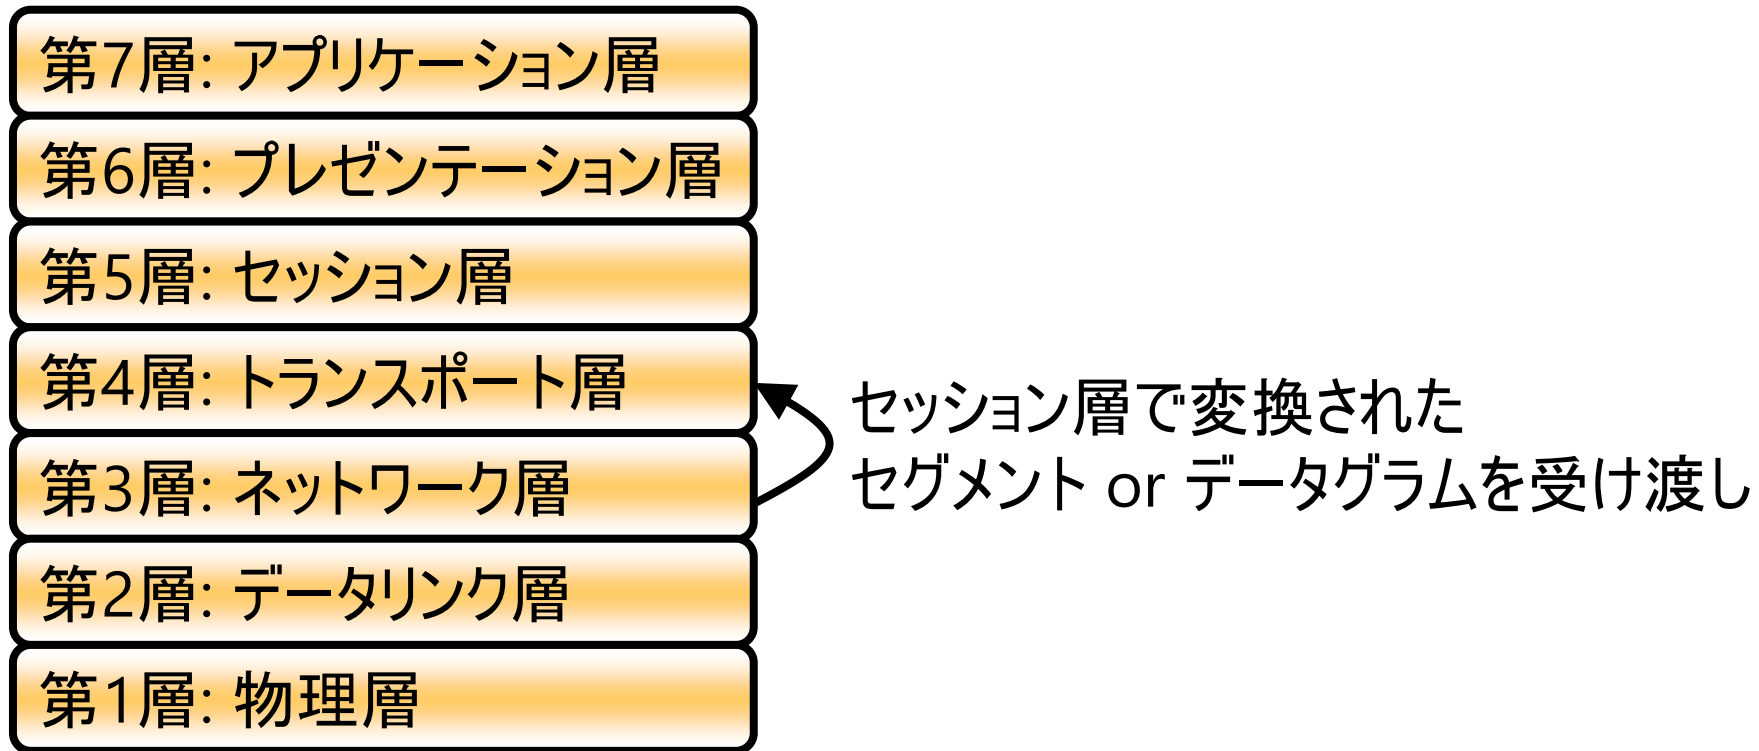 第7層: アプリケーション層
第6層: プレゼンテーション層
第5層: セッション層
第4層: トランスポート層
第3層: ネットワーク層
第2層: データリンク層
第1層: 物理層
セッション層で変換された
セグメント or データグラムを受け渡し